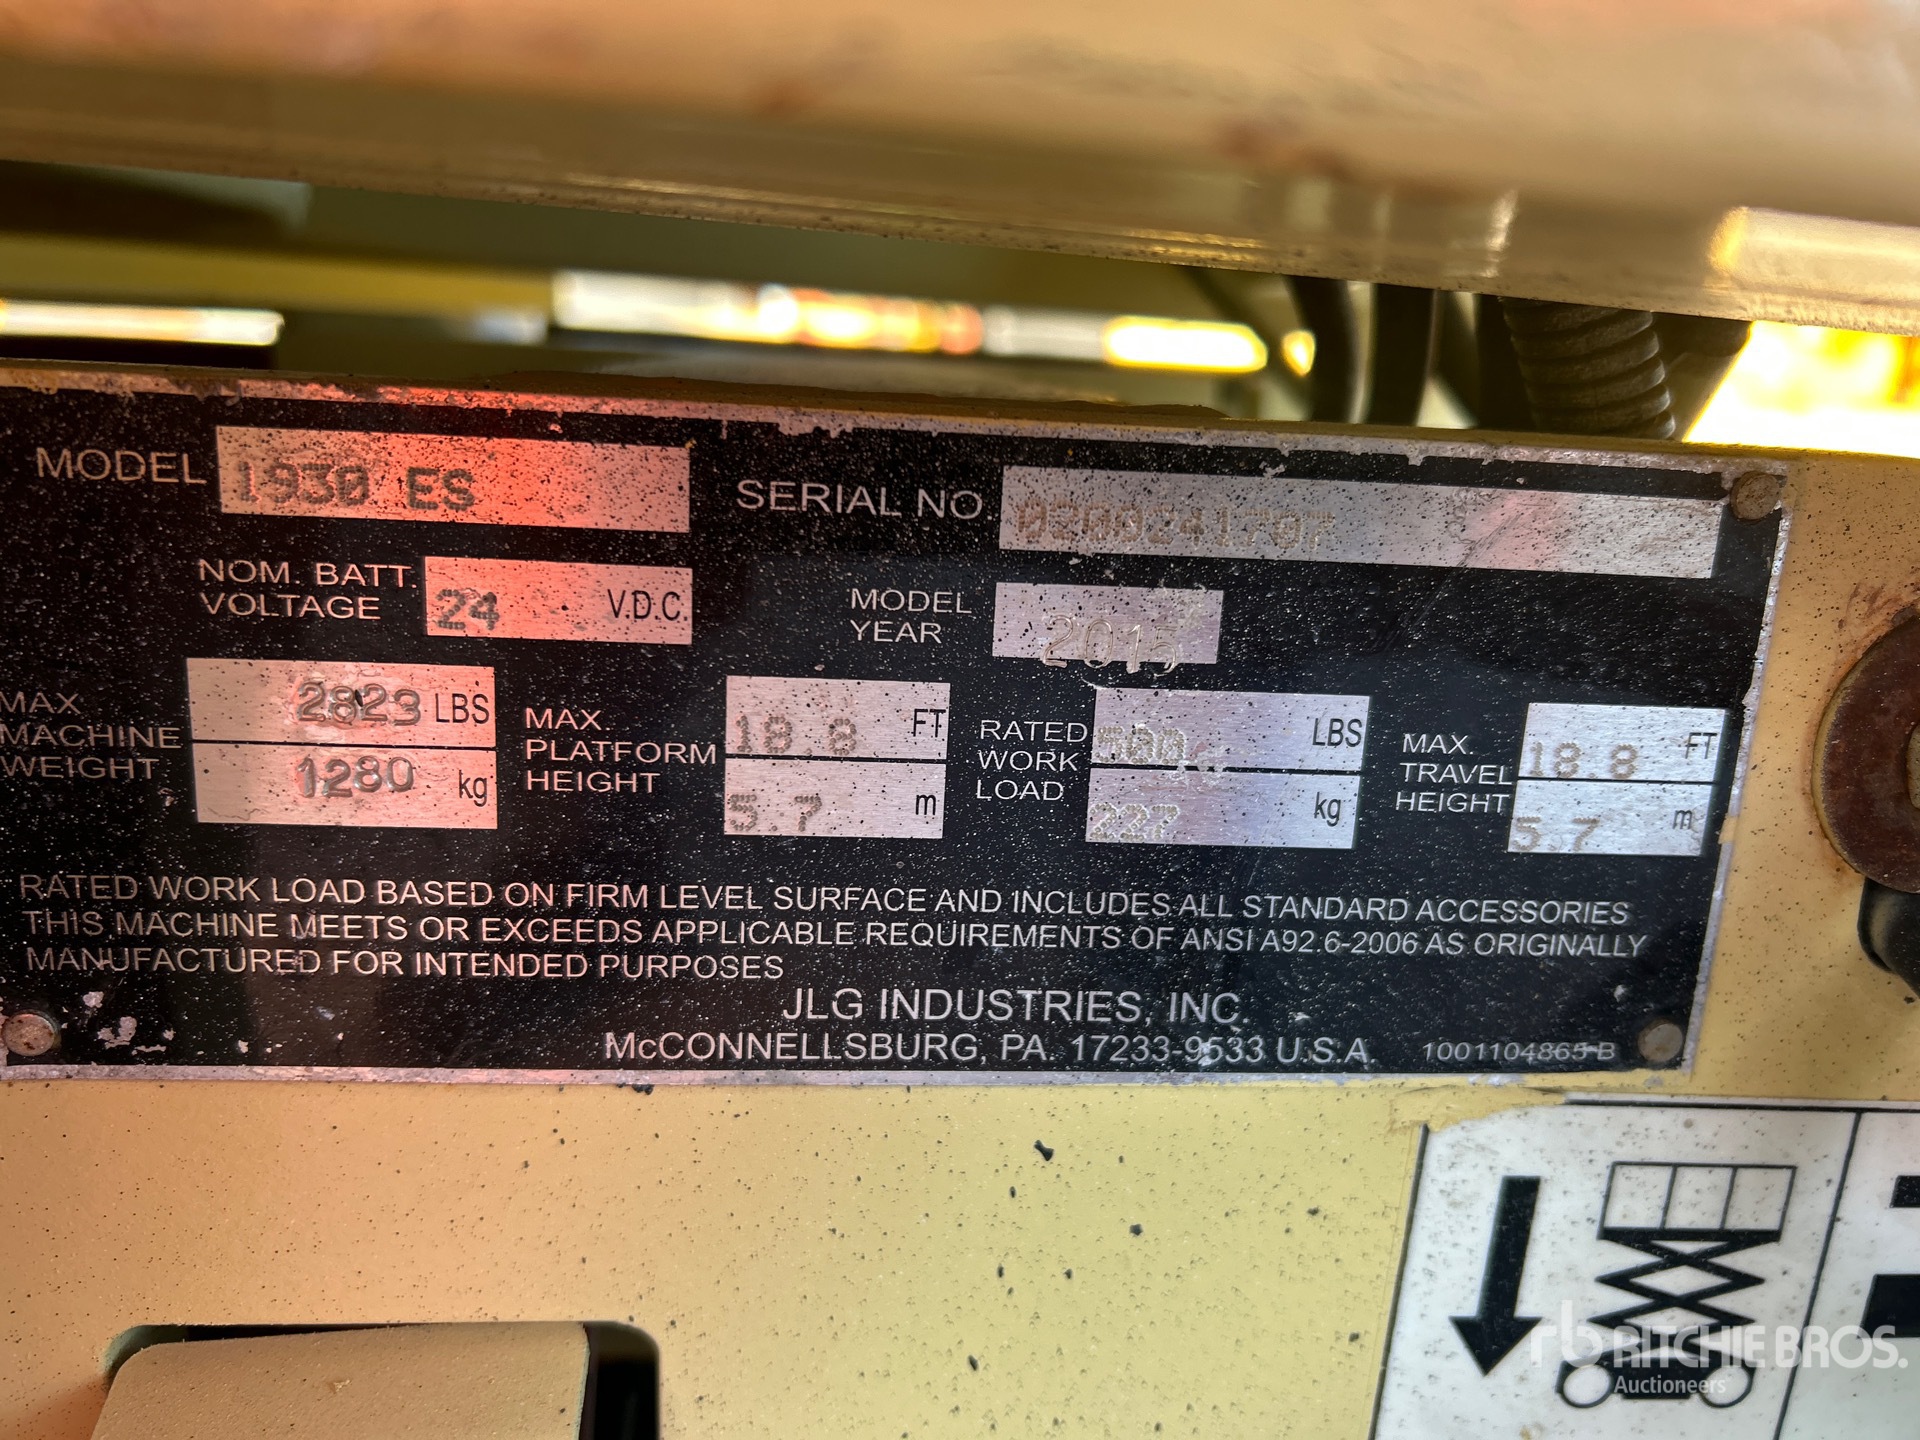 MODEL 1930 ES SERIAL NO. 0200241707
NOM. BATT. VOLTAGE 24 V.D.C. MODEL YEAR 2015
MAX. MACHINE WEIGHT 2823 LBS 1280 kg
MAX. PLATFORM HEIGHT 18.8 FT 5.7 m
RATED WORK LOAD 500 LBS 227 kg
MAX. TRAVEL HEIGHT 18.8 FT 5.7 m
RATED WORK LOAD BASED ON FIRM LEVEL SURFACE AND INCLUDES ALL STANDARD ACCESSORIES
THIS MACHINE MEETS OR EXCEEDS APPLICABLE REQUIREMENTS OF ANSI A92.6-2006 AS ORIGINALLY
MANUFACTURED FOR INTENDED PURPOSES
JLG INDUSTRIES, INC.
McCONNELLSBURG, PA. 17233-9533 U.S.A. 1001104865-B
rb RITCHIE BROS.
Auctioneers